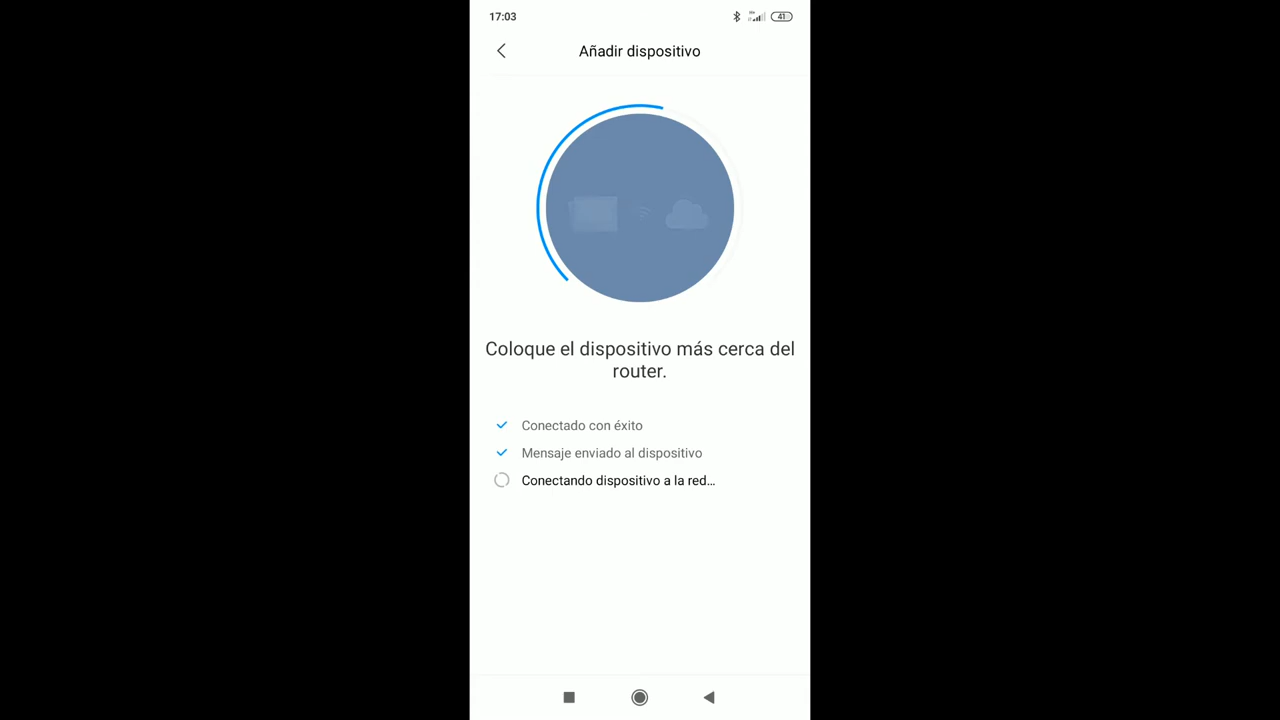 17:03
41
Añadir dispositivo
Coloque el dispositivo más cerca del
router.
Conectado con éxito
Mensaje enviado al dispositivo
Conectando dispositivo a la red...